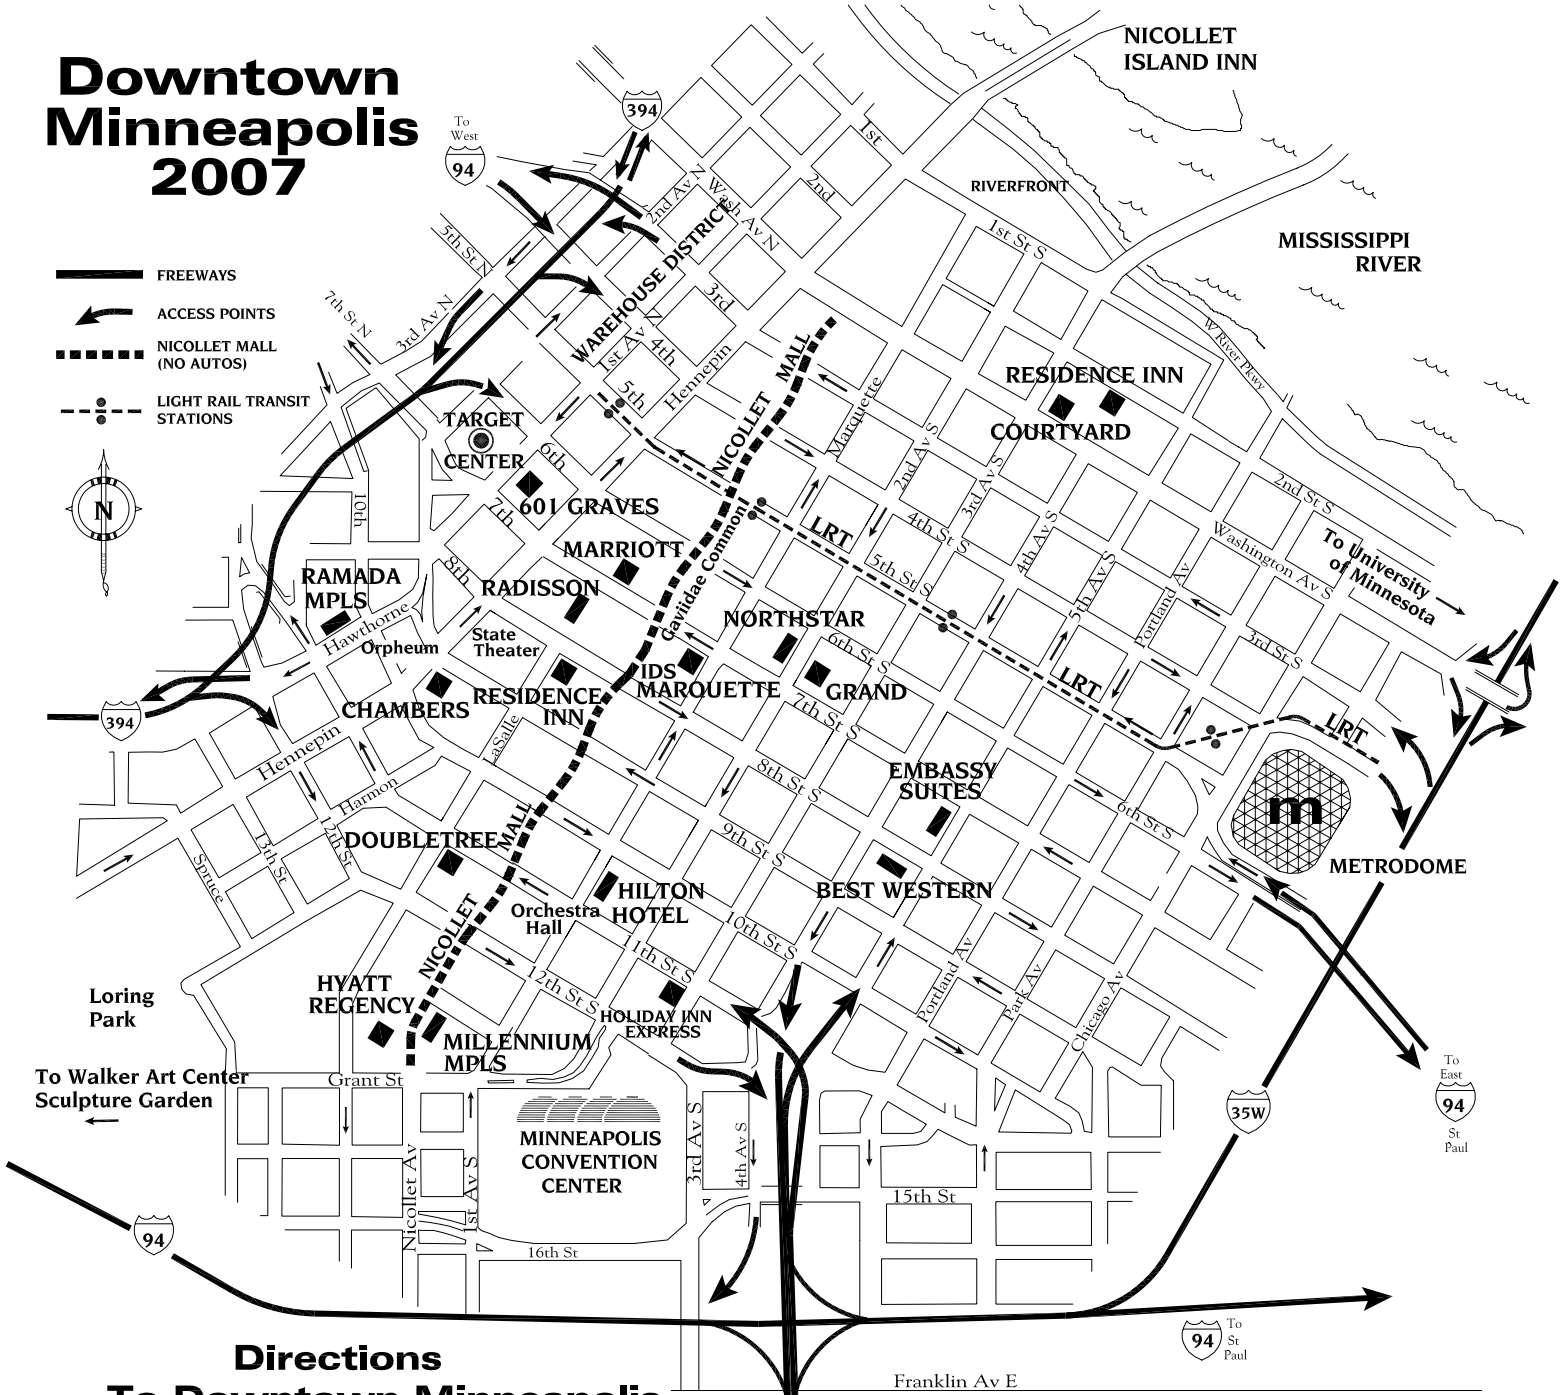 Downtown
Minneapolis
2007
FREEWAYS
ACCESS POINTS
NICOLLET MALL
(NO AUTOS)
LIGHT RAIL TRANSIT
STATIONS
N
To
West
94
394
NICOLLET
ISLAND INN
RIVERFRONT
MISSISSIPPI
RIVER
1st
2nd
2nd Av N
Wash Av N
WAREHOUSE DISTRICT
3rd
1st Av N
4th
5th
5th St N
7th St N
3rd Av N
Hennepin
1st St S
W River Pkwy
NICOLLET MALL
Marquette
2nd Av S
3rd Av S
RESIDENCE INN
COURTYARD
TARGET
CENTER
6th
601 GRAVES
7th
10th
MARRIOTT
8th
RADISSON
RAMADA
MPLS
Hawthorne
Orpheum
State
Theater
Gaviidae Common
LRT
4th St S
5th St S
4th Av S
5th Av S
Portland Av
2nd St S
Washington Av S
To University
of Minnesota
3rd St S
NORTHSTAR
6th St S
IDS
MARQUETTE
GRAND
7th St S
LRT
LRT
CHAMBERS
RESIDENCE
INN
LaSalle
394
Hennepin
Harmon
8th St S
EMBASSY
SUITES
6th St S
m
METRODOME
MALL
DOUBLETREE
12th St
13th St
Spruce
9th St S
BEST WESTERN
HILTON
HOTEL
Orchestra
Hall
NICOLLET
10th St S
11th St S
12th St S
Portland Av
Park Av
Chicago Av
HYATT
REGENCY
HOLIDAY INN
EXPRESS
MILLENNIUM
MPLS
Loring
Park
To Walker Art Center
Sculpture Garden
Grant St
MINNEAPOLIS
CONVENTION
CENTER
3rd Av S
4th Av S
Nicollet Av
1st Av S
15th St
16th St
35W
To
East
94
St
Paul
94
94
To
St
Paul
Franklin Av E
Directions
To Downtown Minneapolis